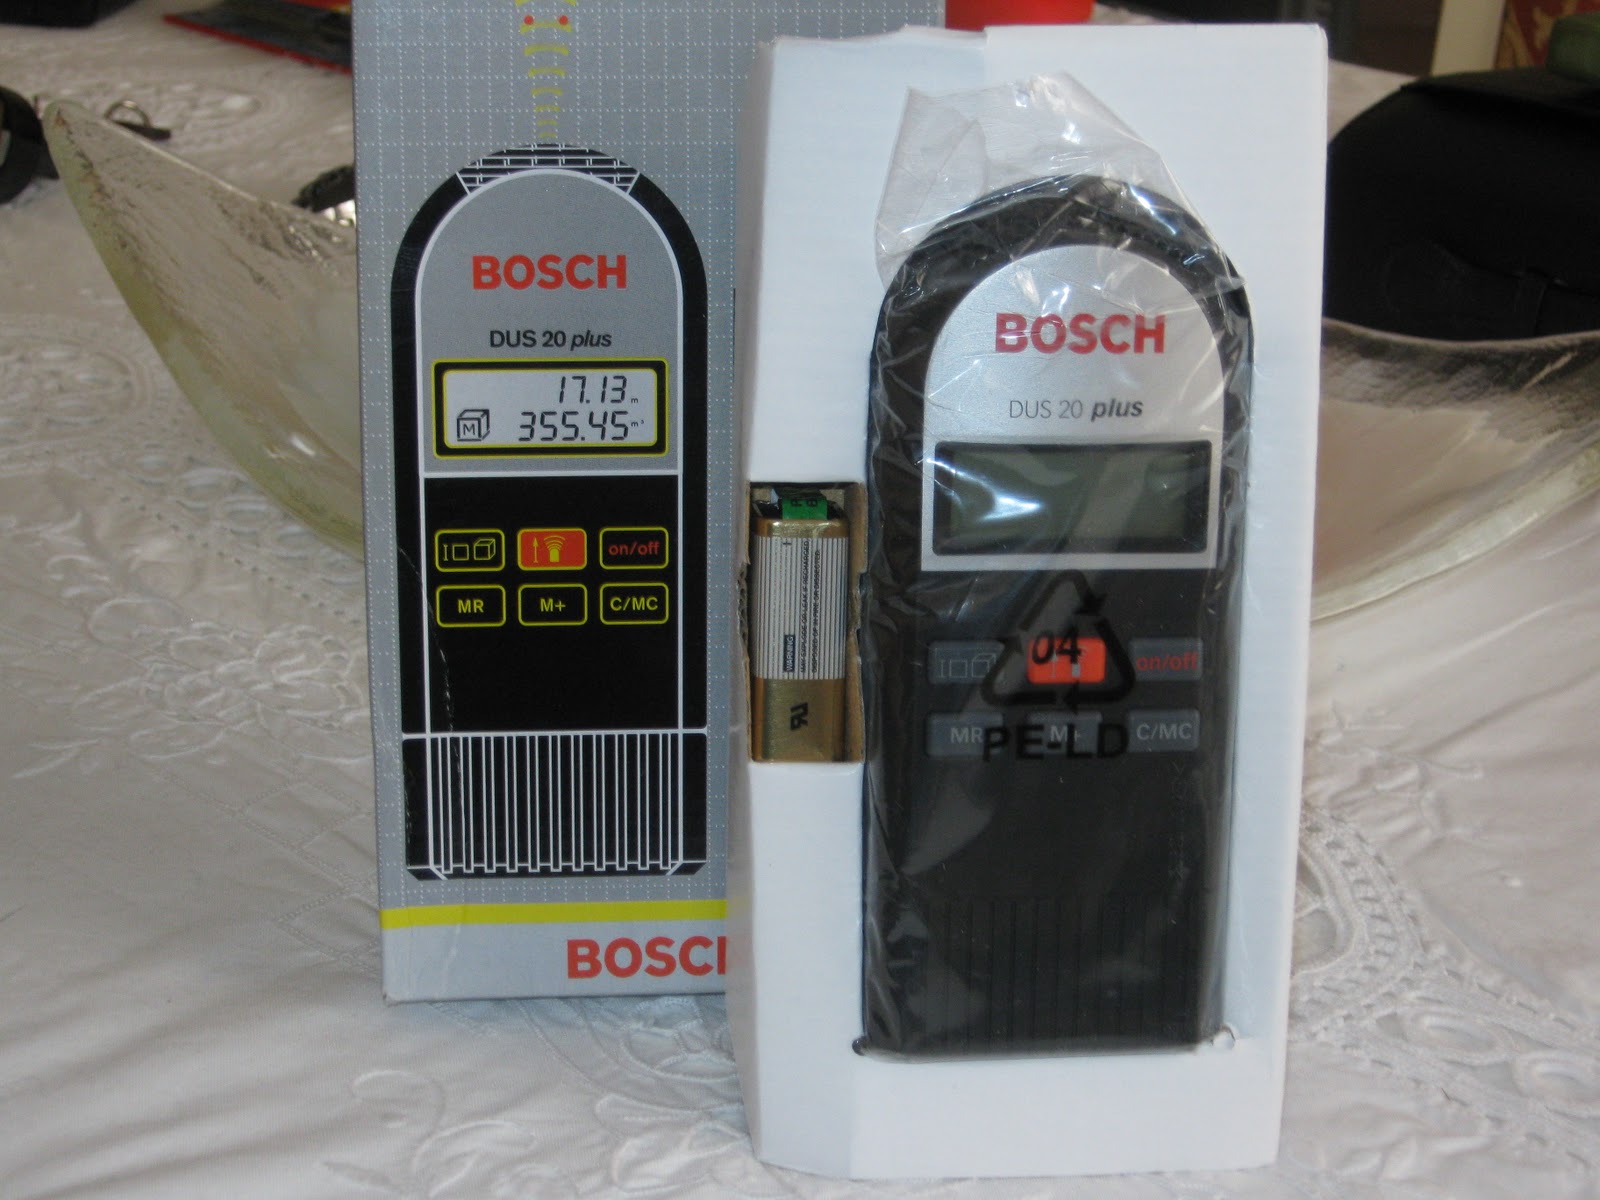 BOSCH
DUS 20 plus
17.13 m
M 355.45 m³
on/off
MR M+ C/MC
BOSCH
BOSCH
DUS 20 plus
04
on/off
MR M+ C/MC
PE-LD
WARNING